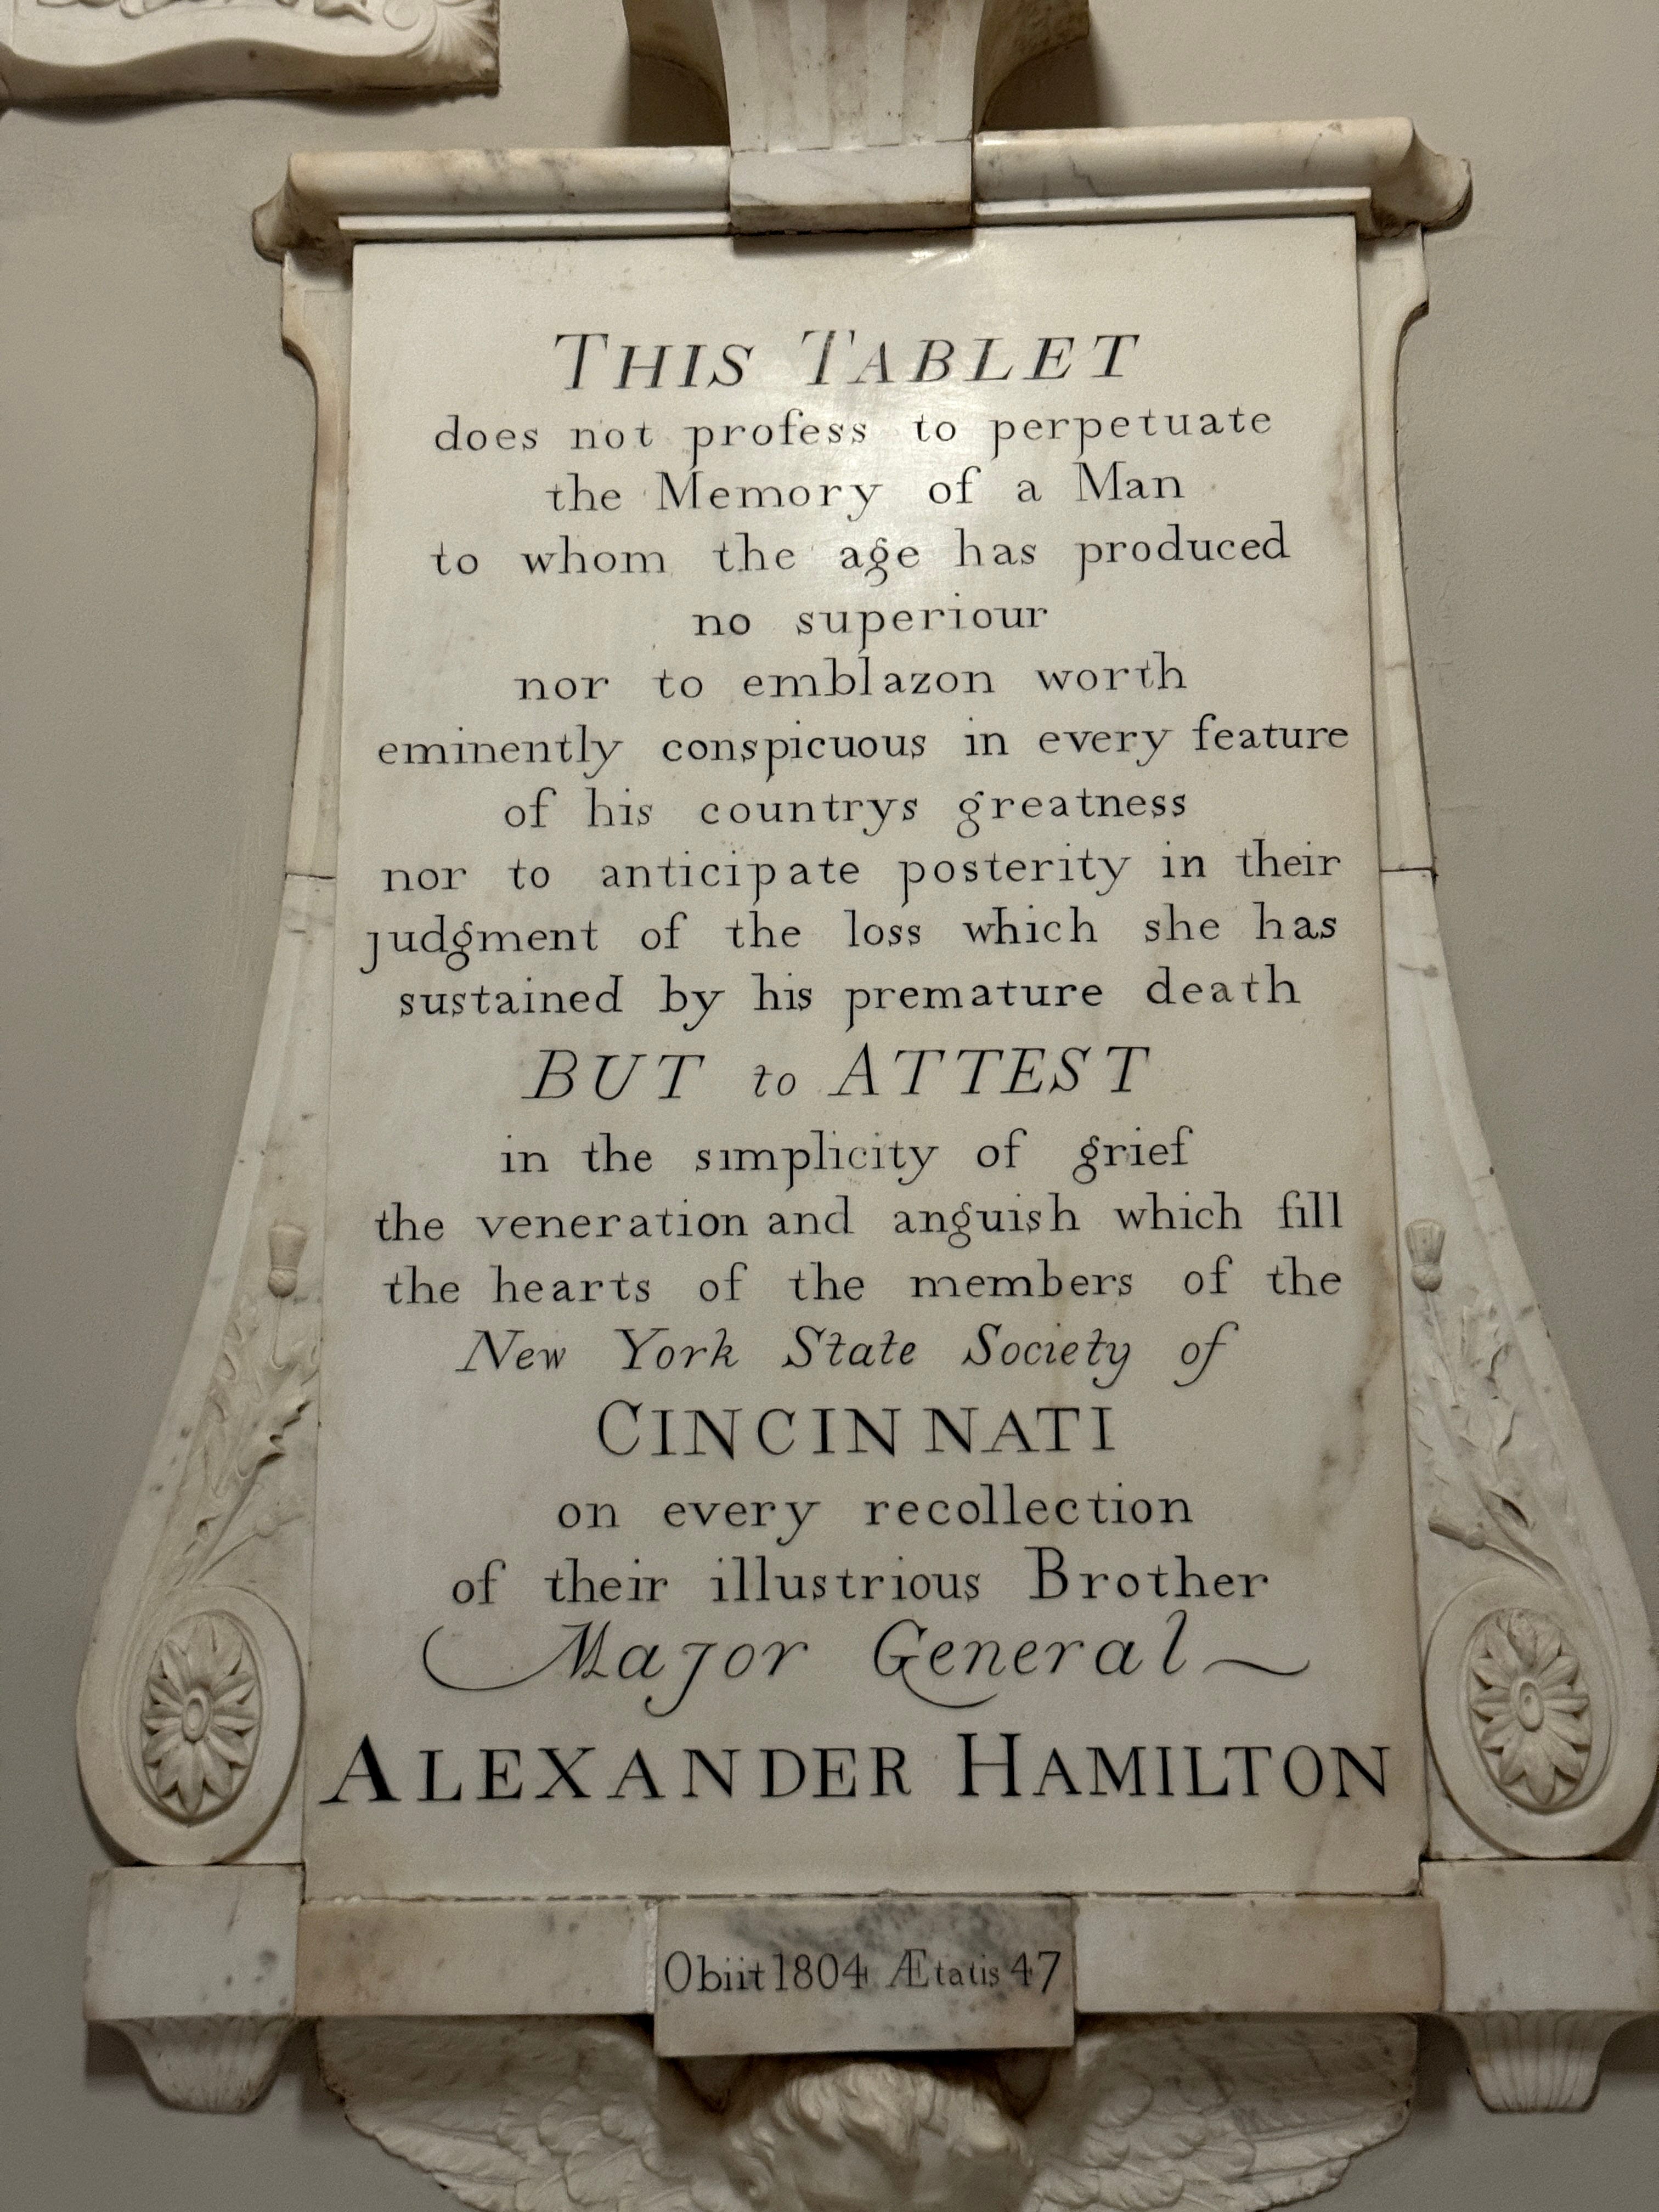 THIS TABLET
does not profess to perpetuate
the Memory of a Man
to whom the age has produced
no superiour
nor to emblazon worth
eminently conspicuous in every feature
of his countrys greatness
nor to anticipate posterity in their
judgment of the loss which she has
sustained by his premature death
BUT to ATTEST
in the simplicity of grief
the veneration and anguish which fill
the hearts of the members of the
New York State Society of
CINCINNATI
on every recollection
of their illustrious Brother
Major General
ALEXANDER HAMILTON
Obiit 1804 Ætatis 47